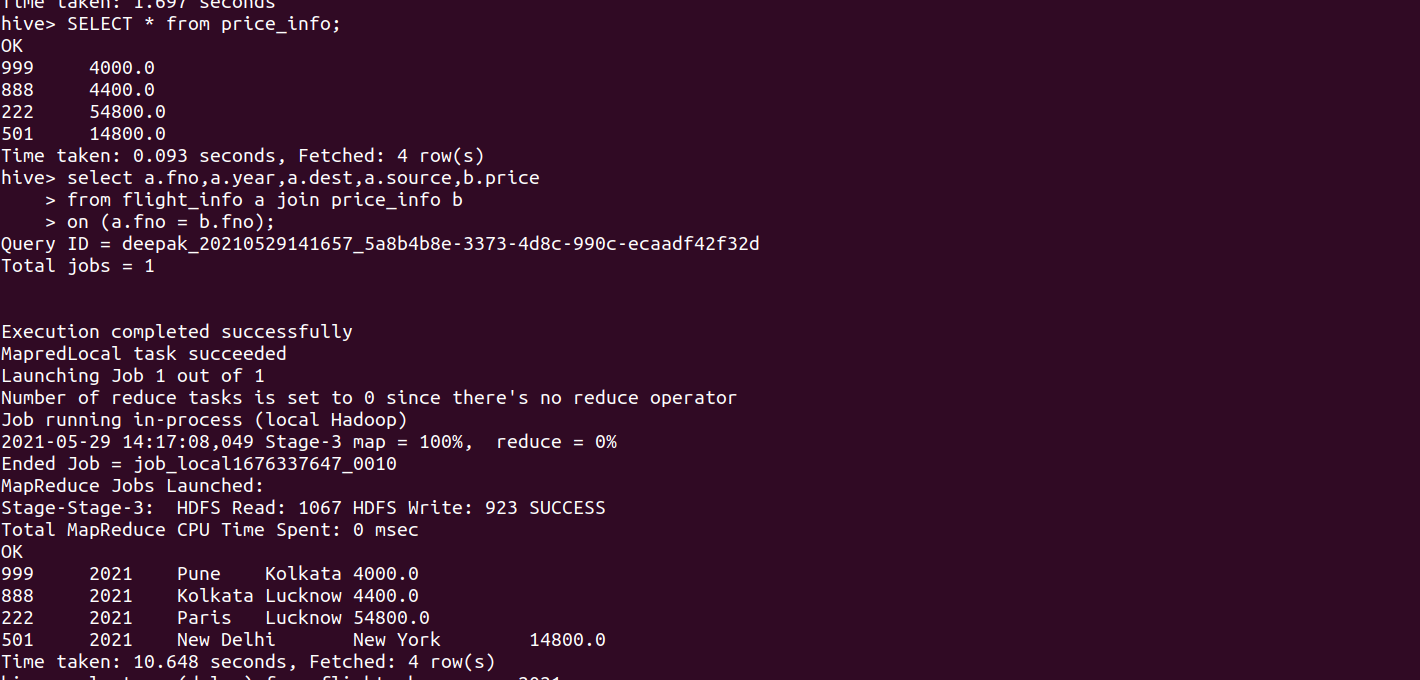 Time taken: 1.697 seconds
hive> SELECT * from price_info;
OK
999     4000.0
888     4400.0
222     54800.0
501     14800.0
Time taken: 0.093 seconds, Fetched: 4 row(s)
hive> select a.fno,a.year,a.dest,a.source,b.price
    > from flight_info a join price_info b
    > on (a.fno = b.fno);
Query ID = deepak_20210529141657_5a8b4b8e-3373-4d8c-990c-ecaadf42f32d
Total jobs = 1
Execution completed successfully
MapredLocal task succeeded
Launching Job 1 out of 1
Number of reduce tasks is set to 0 since there's no reduce operator
Job running in-process (local Hadoop)
2021-05-29 14:17:08,049 Stage-3 map = 100%,  reduce = 0%
Ended Job = job_local1676337647_0010
MapReduce Jobs Launched:
Stage-Stage-3:  HDFS Read: 1067 HDFS Write: 923 SUCCESS
Total MapReduce CPU Time Spent: 0 msec
OK
999     2021    Pune    Kolkata 4000.0
888     2021    Kolkata Lucknow 4400.0
222     2021    Paris   Lucknow 54800.0
501     2021    New Delhi       New York        14800.0
Time taken: 10.648 seconds, Fetched: 4 row(s)